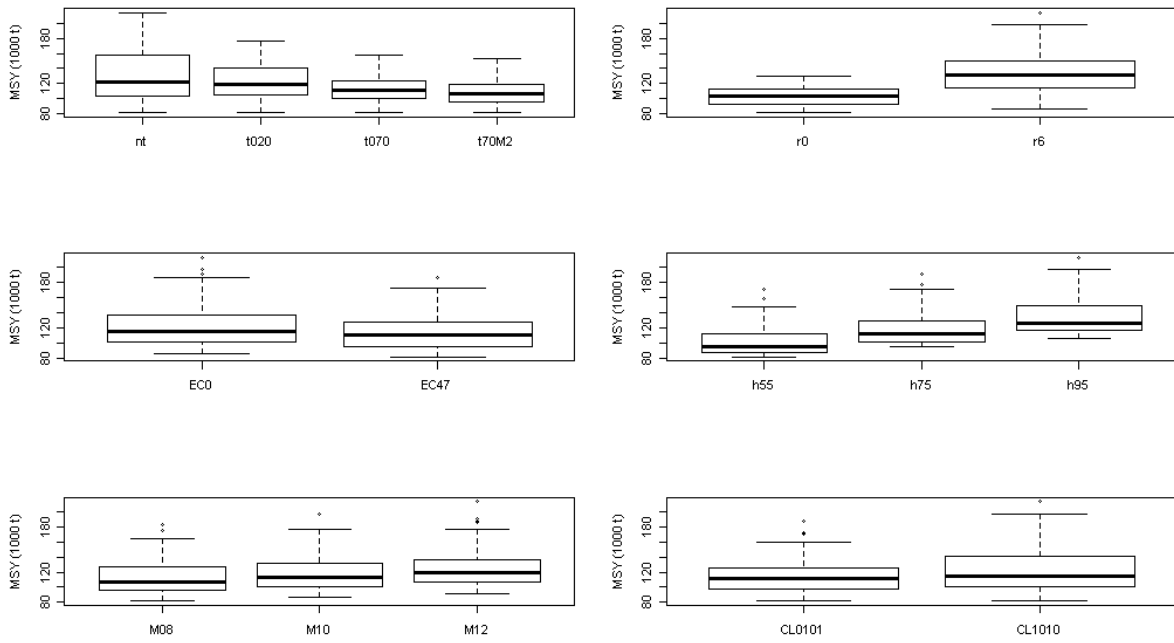 MSY (1000 t)
80 120 180
nt t020 t070 t70M2
MSY (1000 t)
80 120 180
r0 r6
MSY (1000 t)
80 120 180
EC0 EC47
MSY (1000 t)
80 120 180
h55 h75 h95
MSY (1000 t)
80 120 180
M08 M10 M12
MSY (1000 t)
80 120 180
CL0101 CL1010